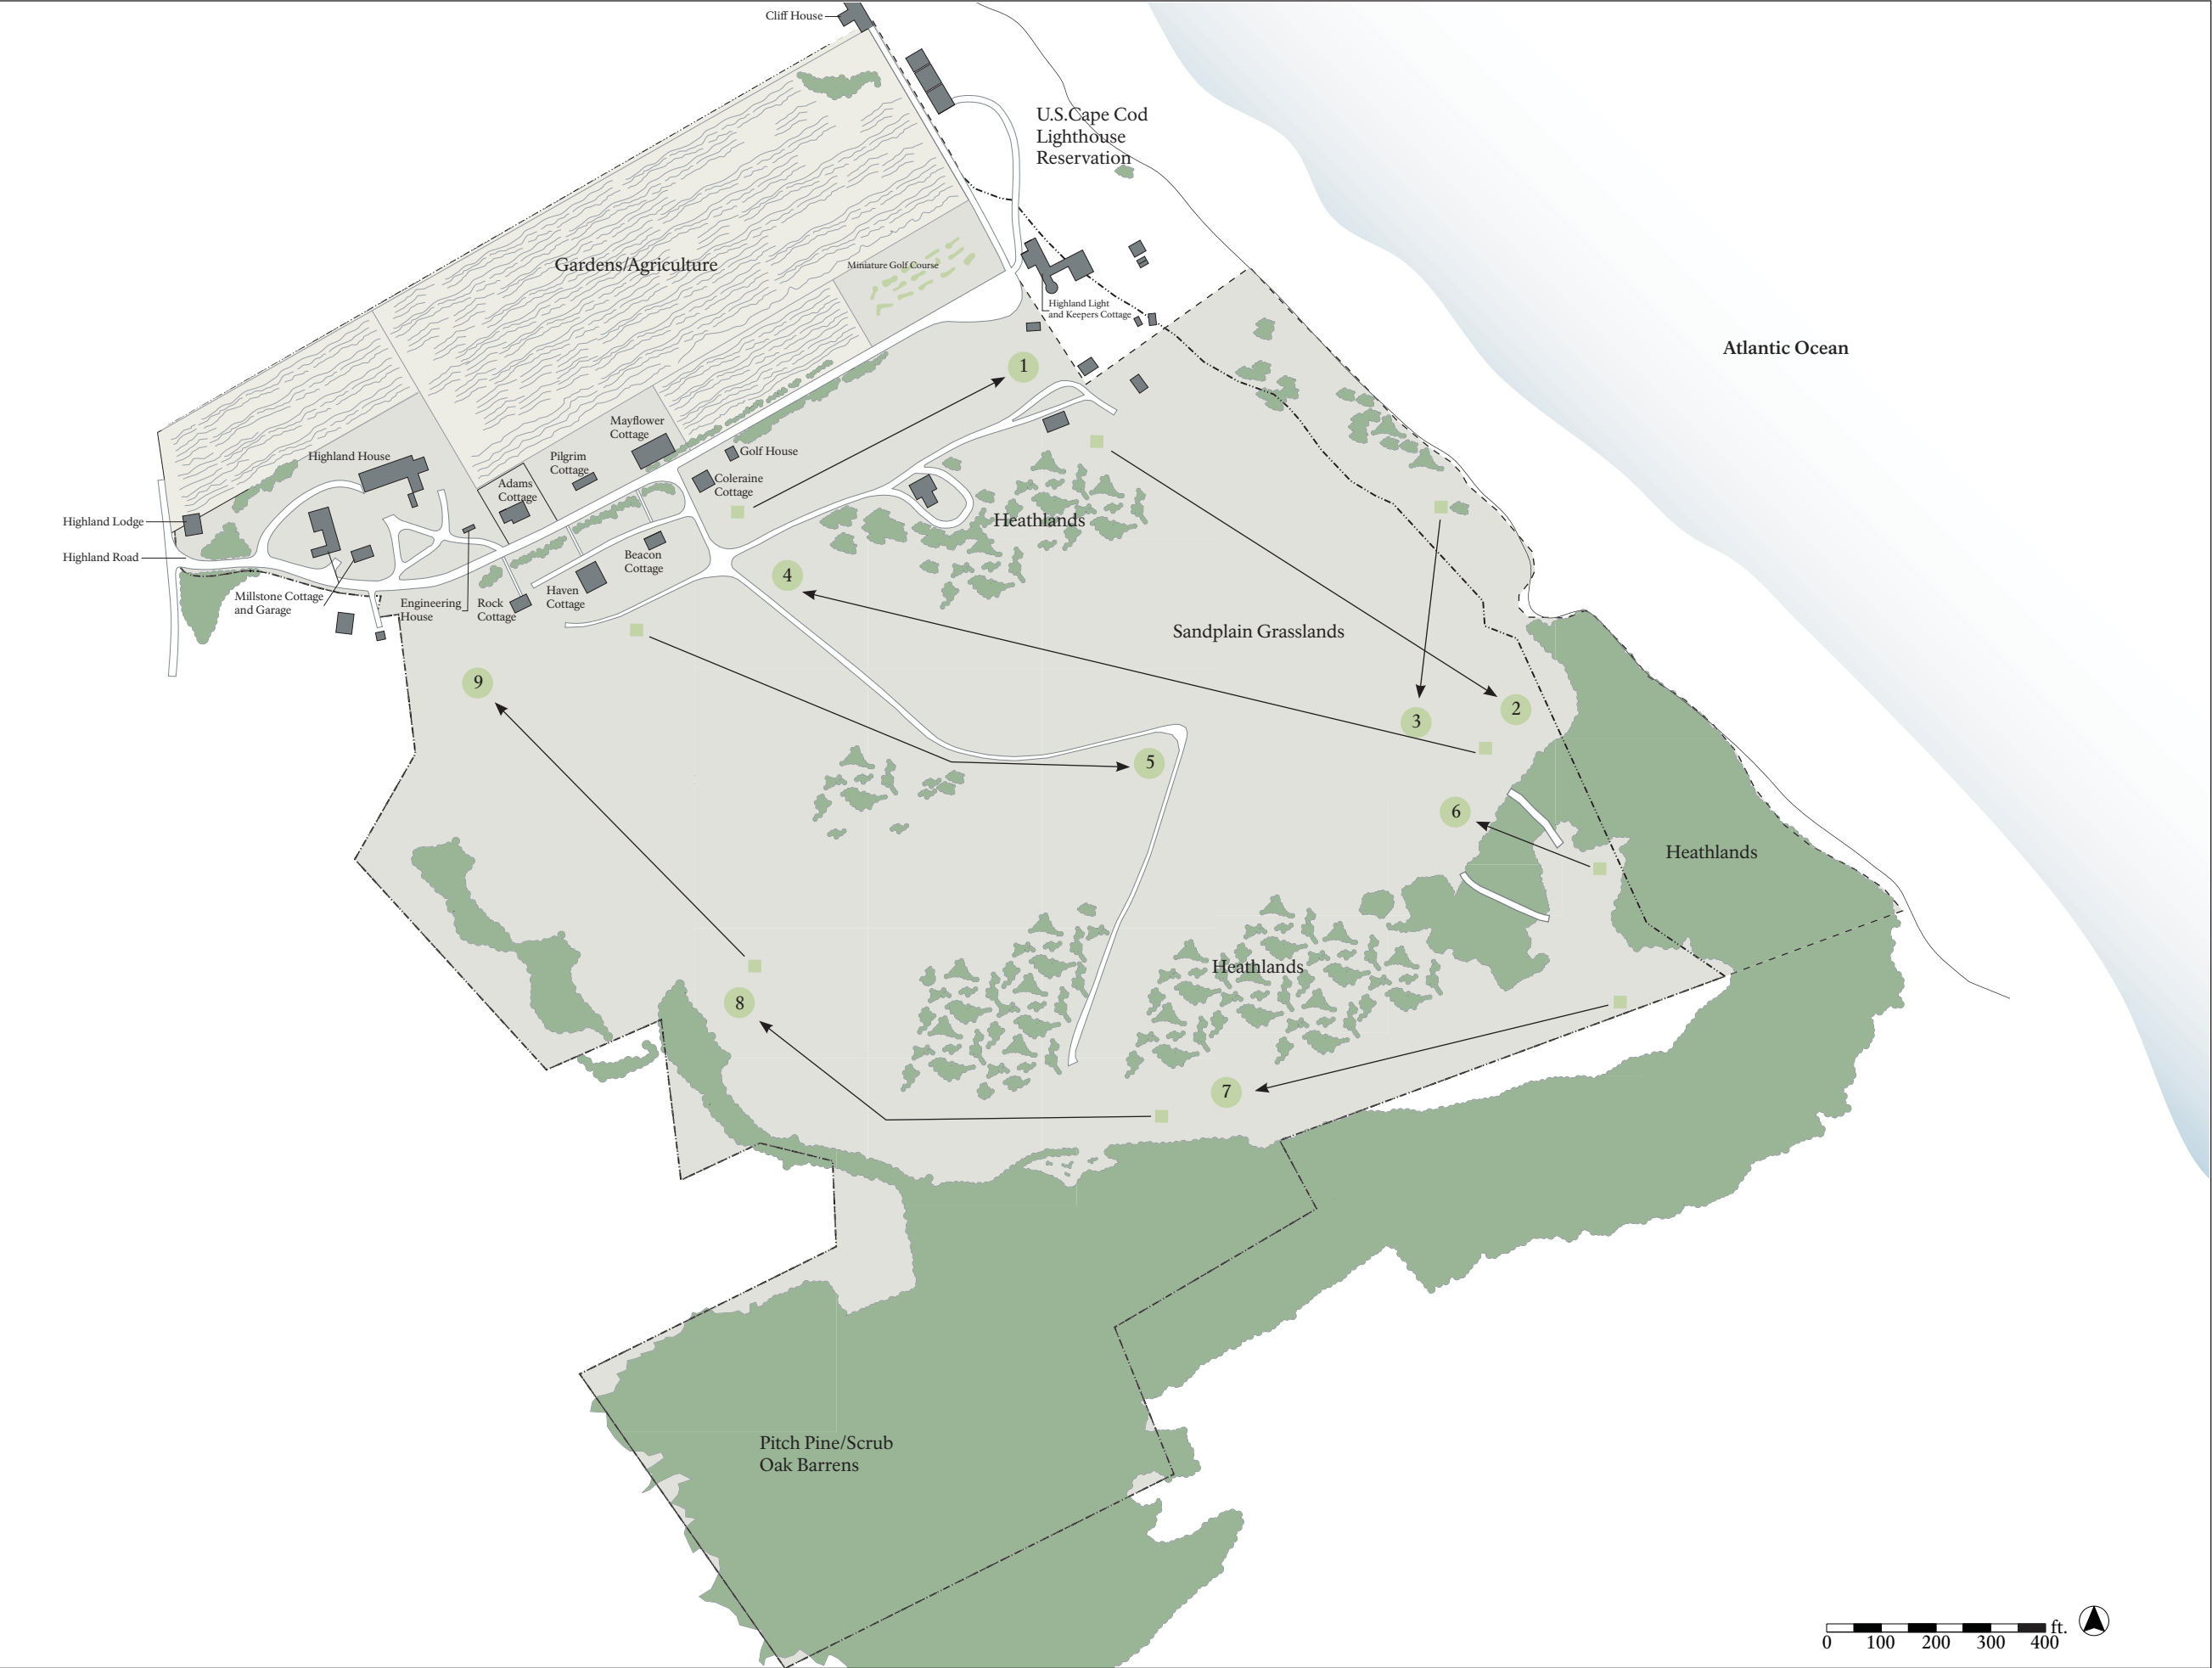 Cliff House
U.S.Cape Cod
Lighthouse
Reservation
Gardens/Agriculture
Miniature Golf Course
Highland Light
and Keepers Cottage
Atlantic Ocean
1
Mayflower
Cottage
Golf House
Highland House
Pilgrim
Cottage
Adams
Cottage
Coleraine
Cottage
Highland Lodge
Heathlands
Highland Road
Beacon
Cottage
4
Millstone Cottage
and Garage
Engineering
House
Rock
Cottage
Haven
Cottage
Sandplain Grasslands
9
3
2
5
6
Heathlands
Heathlands
8
7
Pitch Pine/Scrub
Oak Barrens
ft.
0 100 200 300 400